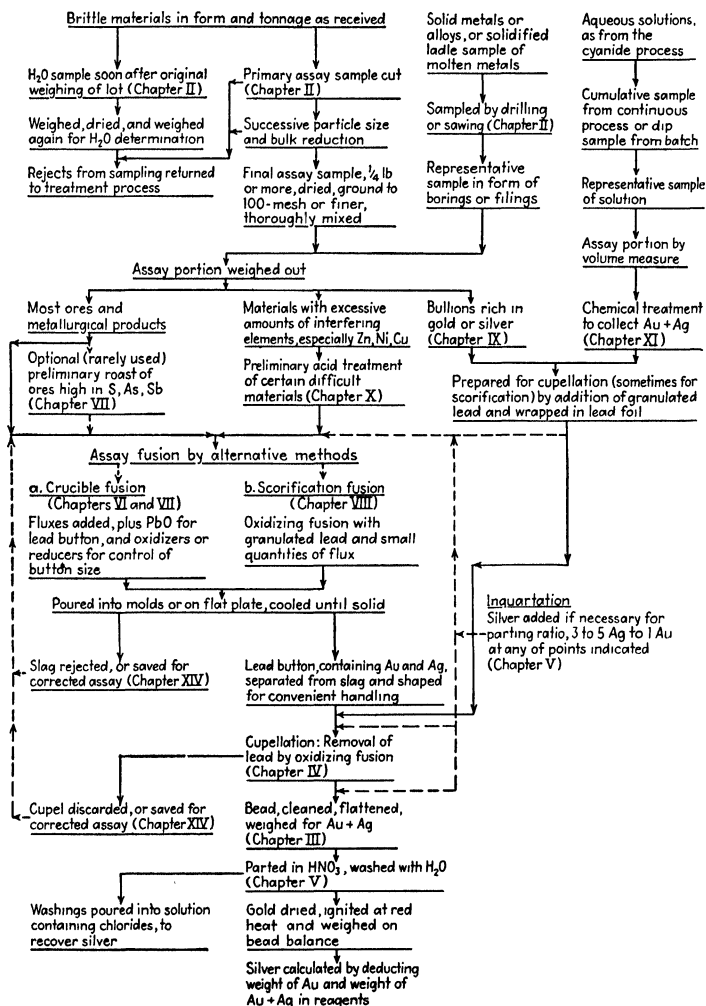 Brittle materials in form and tonnage as received
Solid metals or
alloys, or solidified
ladle sample of
molten metals
Aqueous solutions,
as from the
cyanide process
H2O sample soon after original
weighing of lot (Chapter II)
Primary assay sample cut
(Chapter II)
Weighed, dried, and weighed
again for H2O determination
Successive particle size
and bulk reduction
Sampled by drilling
or sawing (Chapter II)
Cumulative sample
from continuous
process or dip
sample from batch
Rejects from sampling returned
to treatment process
Final assay sample, 1/4 lb
or more, dried, ground to
100-mesh or finer,
thoroughly mixed
Representative
sample in form of
borings or filings
Representative sample
of solution
Assay portion by
volume measure
Assay portion weighed out
Most ores and
metallurgical products
Materials with excessive
amounts of interfering
elements, especially Zn, Ni, Cu
Bullions rich in
gold or silver
(Chapter IX)
Chemical treatment
to collect Au + Ag
(Chapter XI)
Optional (rarely used)
preliminary roast of
ores high in S, As, Sb
(Chapter VII)
Preliminary acid treatment
of certain difficult
materials (Chapter X)
Prepared for cupellation (sometimes for
scorification) by addition of granulated
lead and wrapped in lead foil
Assay fusion by alternative methods
a. Crucible fusion
(Chapters VI and VII)
Fluxes added, plus PbO for
lead button, and oxidizers or
reducers for control of
button size
b. Scorification fusion
(Chapter VIII)
Oxidizing fusion with
granulated lead and small
quantities of flux
Poured into molds or on flat plate, cooled until solid
Inquartation
Silver added if necessary for
parting ratio, 3 to 5 Ag to 1 Au
at any of points indicated
(Chapter V)
Slag rejected, or saved for
corrected assay (Chapter XIV)
Lead button, containing Au and Ag,
separated from slag and shaped
for convenient handling
Cupellation: Removal of
lead by oxidizing fusion
(Chapter IV)
Cupel discarded, or saved for
corrected assay (Chapter XIV)
Bead, cleaned, flattened,
weighed for Au + Ag
(Chapter III)
Parted in HNO3, washed with H2O
(Chapter V)
Washings poured into solution
containing chlorides, to
recover silver
Gold dried, ignited at red
heat and weighed on
bead balance
Silver calculated by deducting
weight of Au and weight of
Au + Ag in reagents